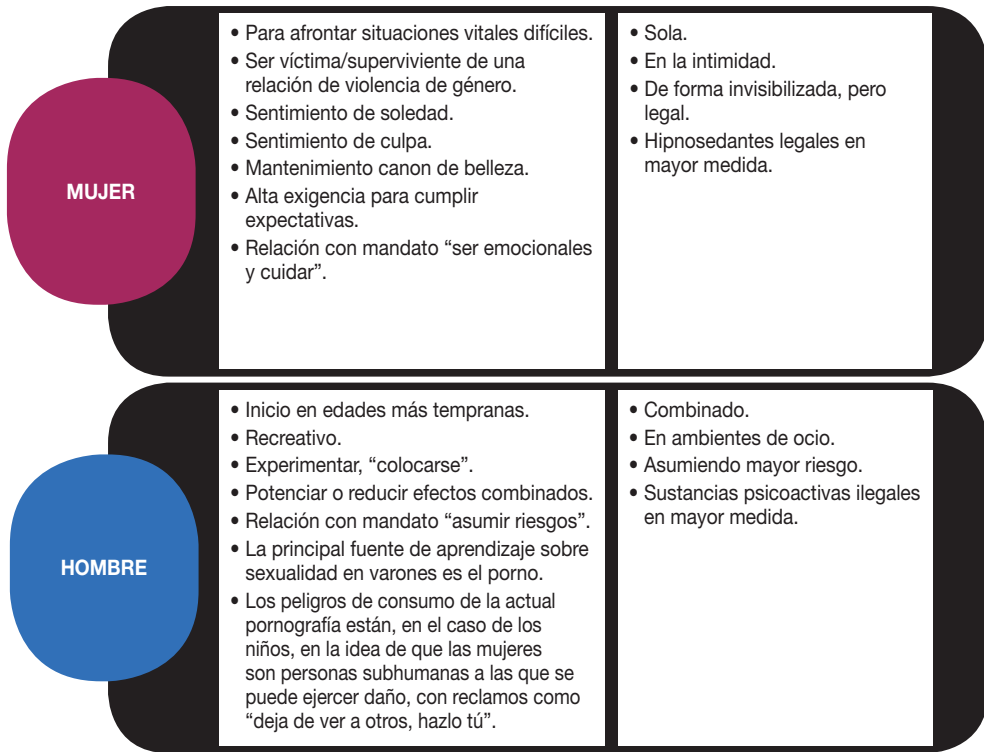 MUJER
• Para afrontar situaciones vitales difíciles.
• Ser víctima/superviviente de una
relación de violencia de género.
• Sentimiento de soledad.
• Sentimiento de culpa.
• Mantenimiento canon de belleza.
• Alta exigencia para cumplir
expectativas.
• Relación con mandato “ser emocionales
y cuidar”.
• Sola.
• En la intimidad.
• De forma invisibilizada, pero
legal.
• Hipnosedantes legales en
mayor medida.
HOMBRE
• Inicio en edades más tempranas.
• Recreativo.
• Experimentar, “colocarse”.
• Potenciar o reducir efectos combinados.
• Relación con mandato “asumir riesgos”.
• La principal fuente de aprendizaje sobre
sexualidad en varones es el porno.
• Los peligros de consumo de la actual
pornografía están, en el caso de los
niños, en la idea de que las mujeres
son personas subhumanas a las que se
puede ejercer daño, con reclamos como
“deja de ver a otros, hazlo tú”.
• Combinado.
• En ambientes de ocio.
• Asumiendo mayor riesgo.
• Sustancias psicoactivas ilegales
en mayor medida.